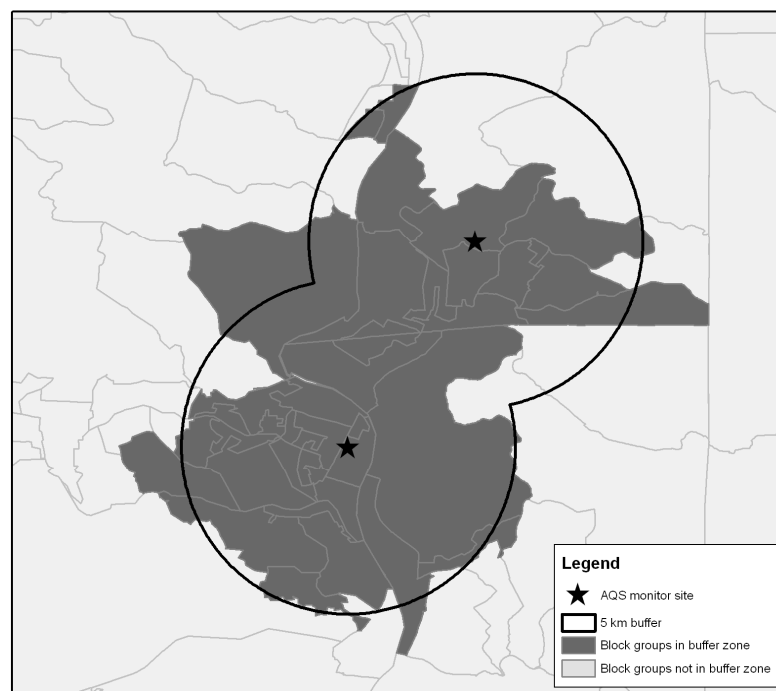 Legend
AQS monitor site
5 km buffer
Block groups in buffer zone
Block groups not in buffer zone